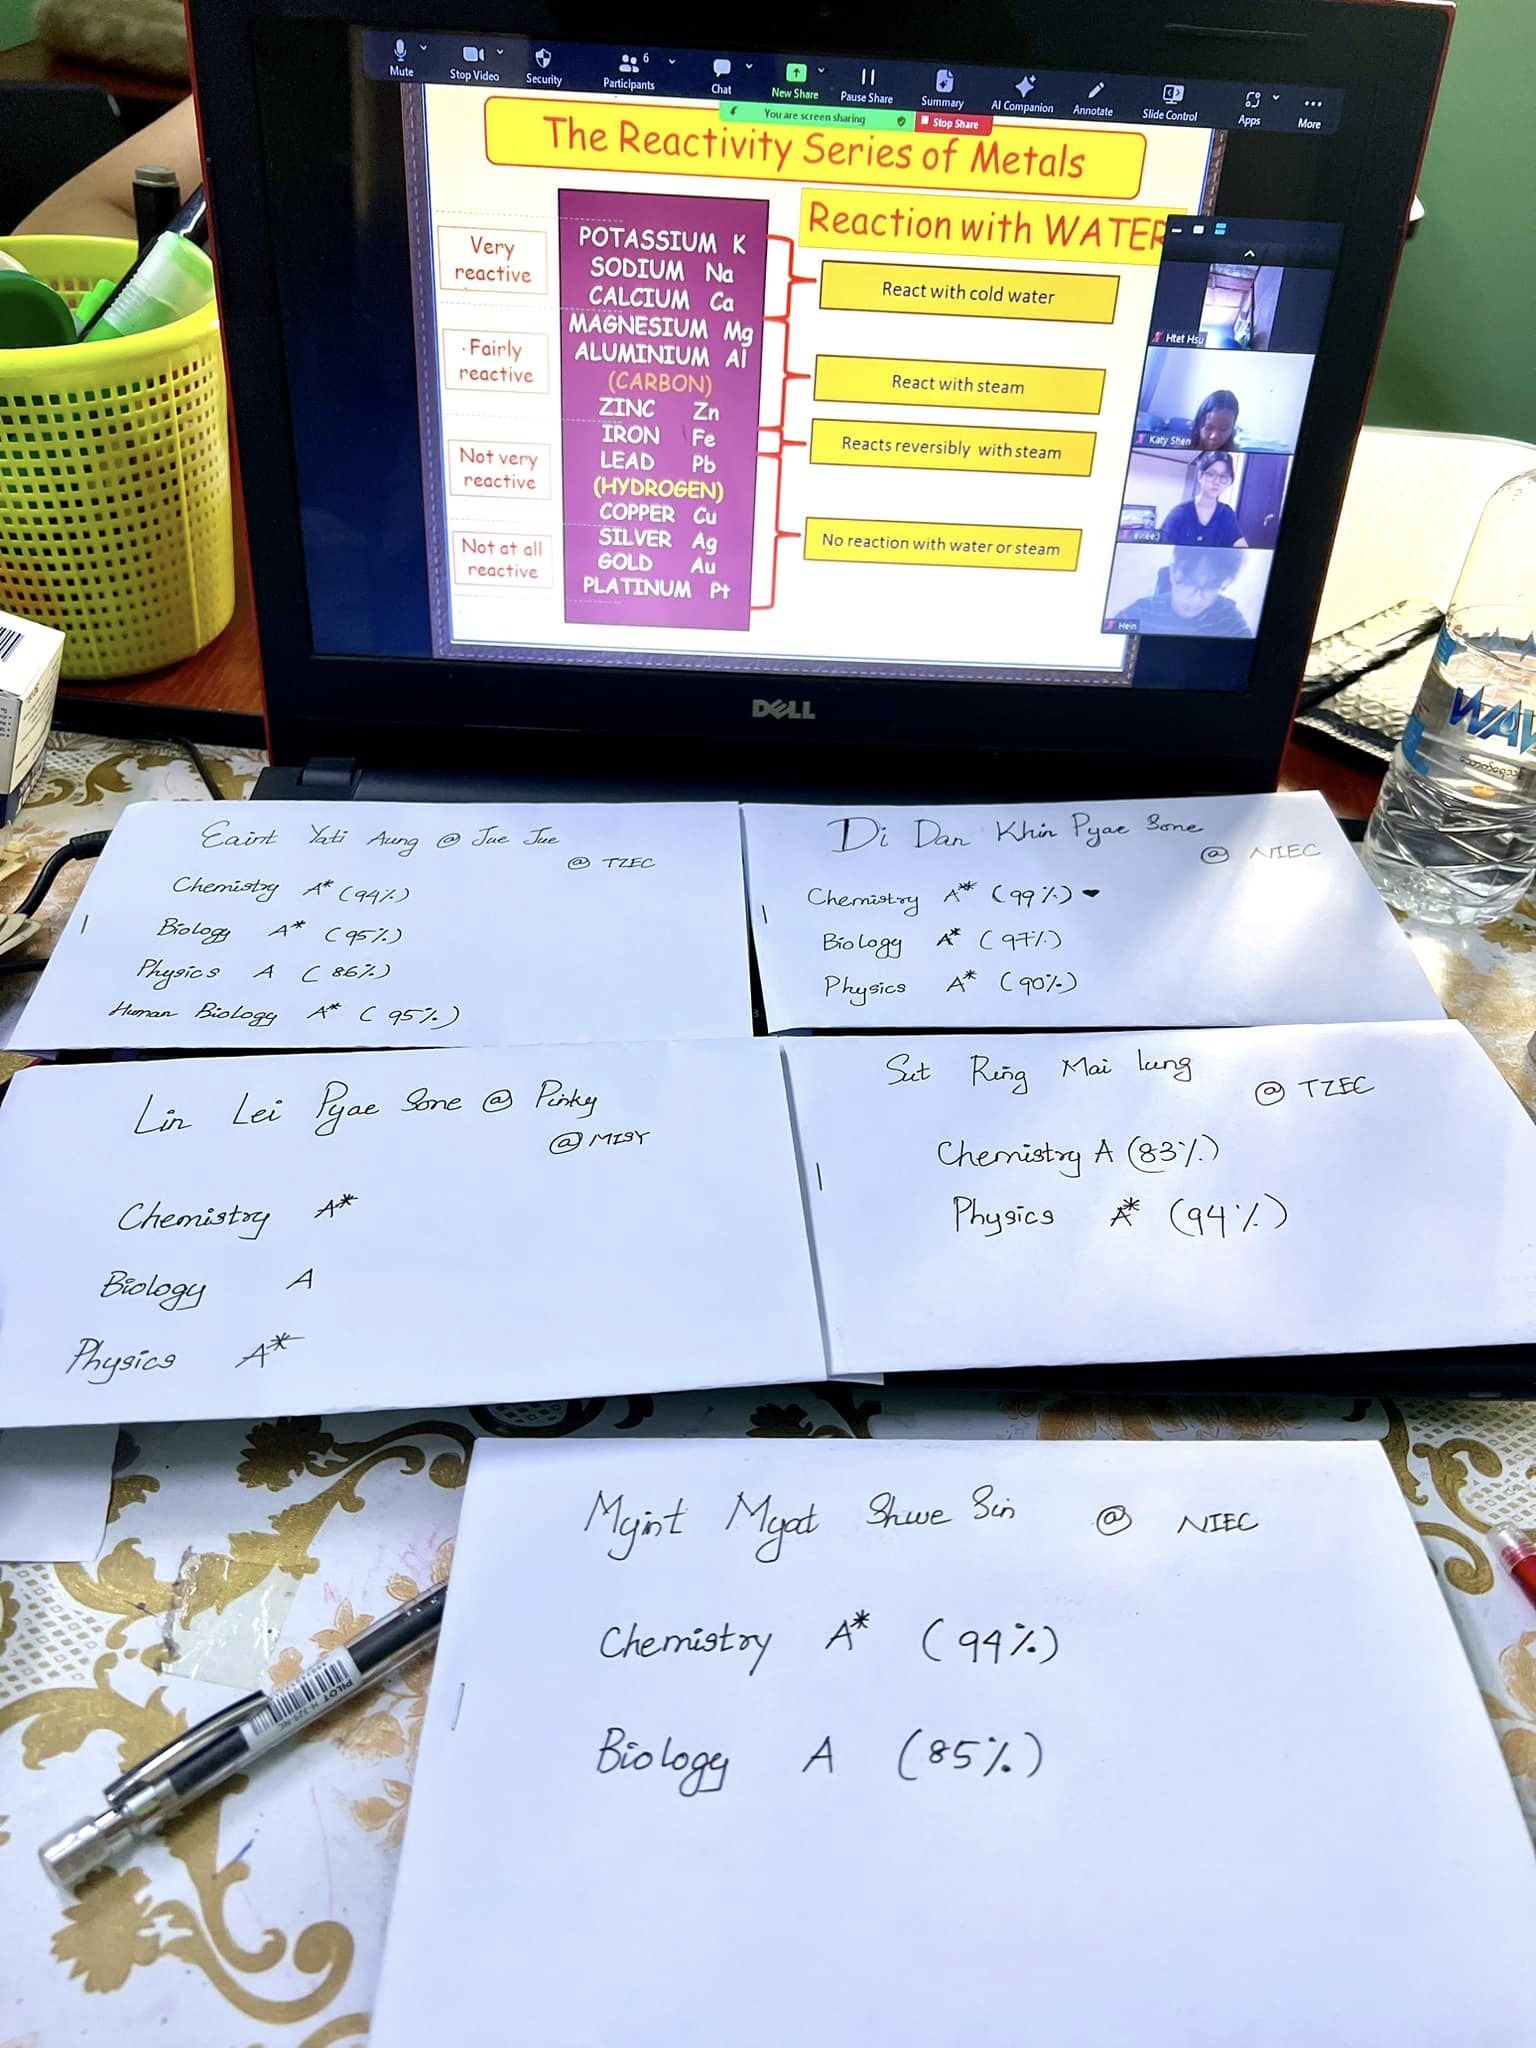 Mute
Stop Video
Security
Participants
6
Chat
New Share
Pause Share
Summary
AI Companion
Annotate
Slide Control
Apps
More
You are screen sharing
Stop Share
The Reactivity Series of Metals
Reaction with WATER
Very
reactive
Fairly
reactive
Not very
reactive
Not at all
reactive
POTASSIUM K
SODIUM Na
CALCIUM Ca
MAGNESIUM Mg
ALUMINIUM Al
(CARBON)
ZINC Zn
IRON Fe
LEAD Pb
(HYDROGEN)
COPPER Cu
SILVER Ag
GOLD Au
PLATINUM Pt
React with cold water
React with steam
Reacts reversibly with steam
No reaction with water or steam
Htet Hsu
Katy Shen
Hein
DELL
WAV
Eaint Yati Aung @ Jue Jue
@ TZEC
Chemistry A* (94%)
Biology A* (95%)
Physics A (86%)
Human Biology A* (95%)
Di Dan Khin Pyae Sone
@ NIEC
Chemistry A* (99%)
Biology A* (97%)
Physics A* (90%)
Lin Lei Pyae Sone @ Pinky
@ MISY
Chemistry A*
Biology A
Physics A*
Sut Ring Mai Lung
@ TZEC
Chemistry A (83%)
Physics A* (94%)
Myint Myat Shwe Sin @ NIEC
Chemistry A* (94%)
Biology A (85%)
PILOT